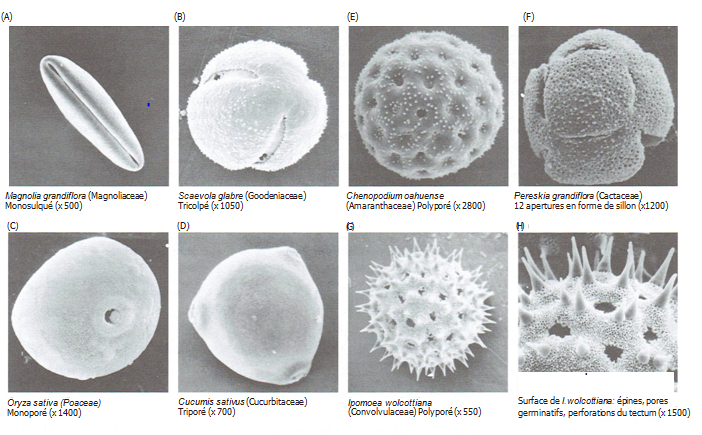 (A)
(B)
(E)
(F)
Magnolia grandiflora (Magnoliaceae)
Monosulqué (x 500)
Scaevola glabre (Goodeniaceae)
Tricolpé (x 1050)
Chenopodium oahuense
(Amaranthaceae) Polyporé (x 2800)
Pereskia grandiflora (Cactaceae)
12 apertures en forme de sillon (x1200)
(C)
(D)
(G)
(H)
Oryza sativa (Poaceae)
Monoporé (x 1400)
Cucumis sativus (Cucurbitaceae)
Triporé (x 700)
Ipomoea wolcottiana
(Convolvulaceae) Polyporé (x 550)
Surface de I. wolcottiana: épines, pores
germinatifs, perforations du tectum (x 1500)